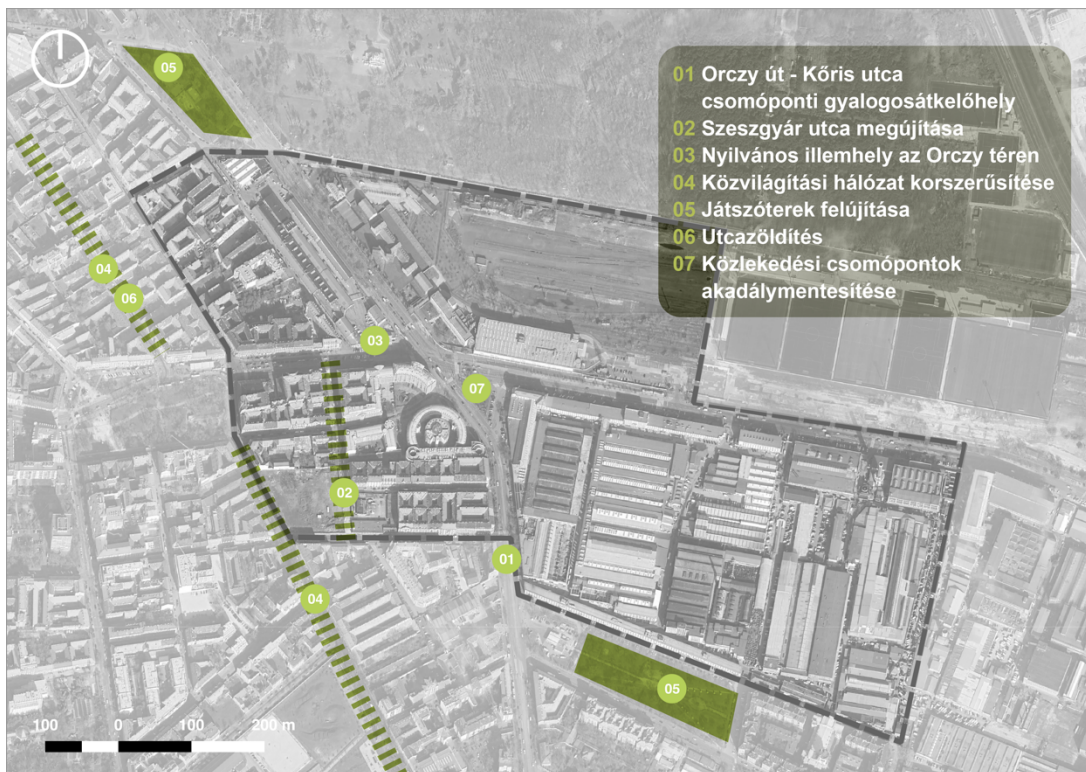 01 Orczy út - Kőris utca
csomóponti gyalogosátkelőhely
02 Szeszgyár utca megújítása
03 Nyilvános illemhely az Orczy téren
04 Közvilágítási hálózat korszerűsítése
05 Játszóterek felújítása
06 Utcazöldítés
07 Közlekedési csomópontok
akadálymentesítése
05
04
06
03
07
02
01
04
05
100 0 100 200 m